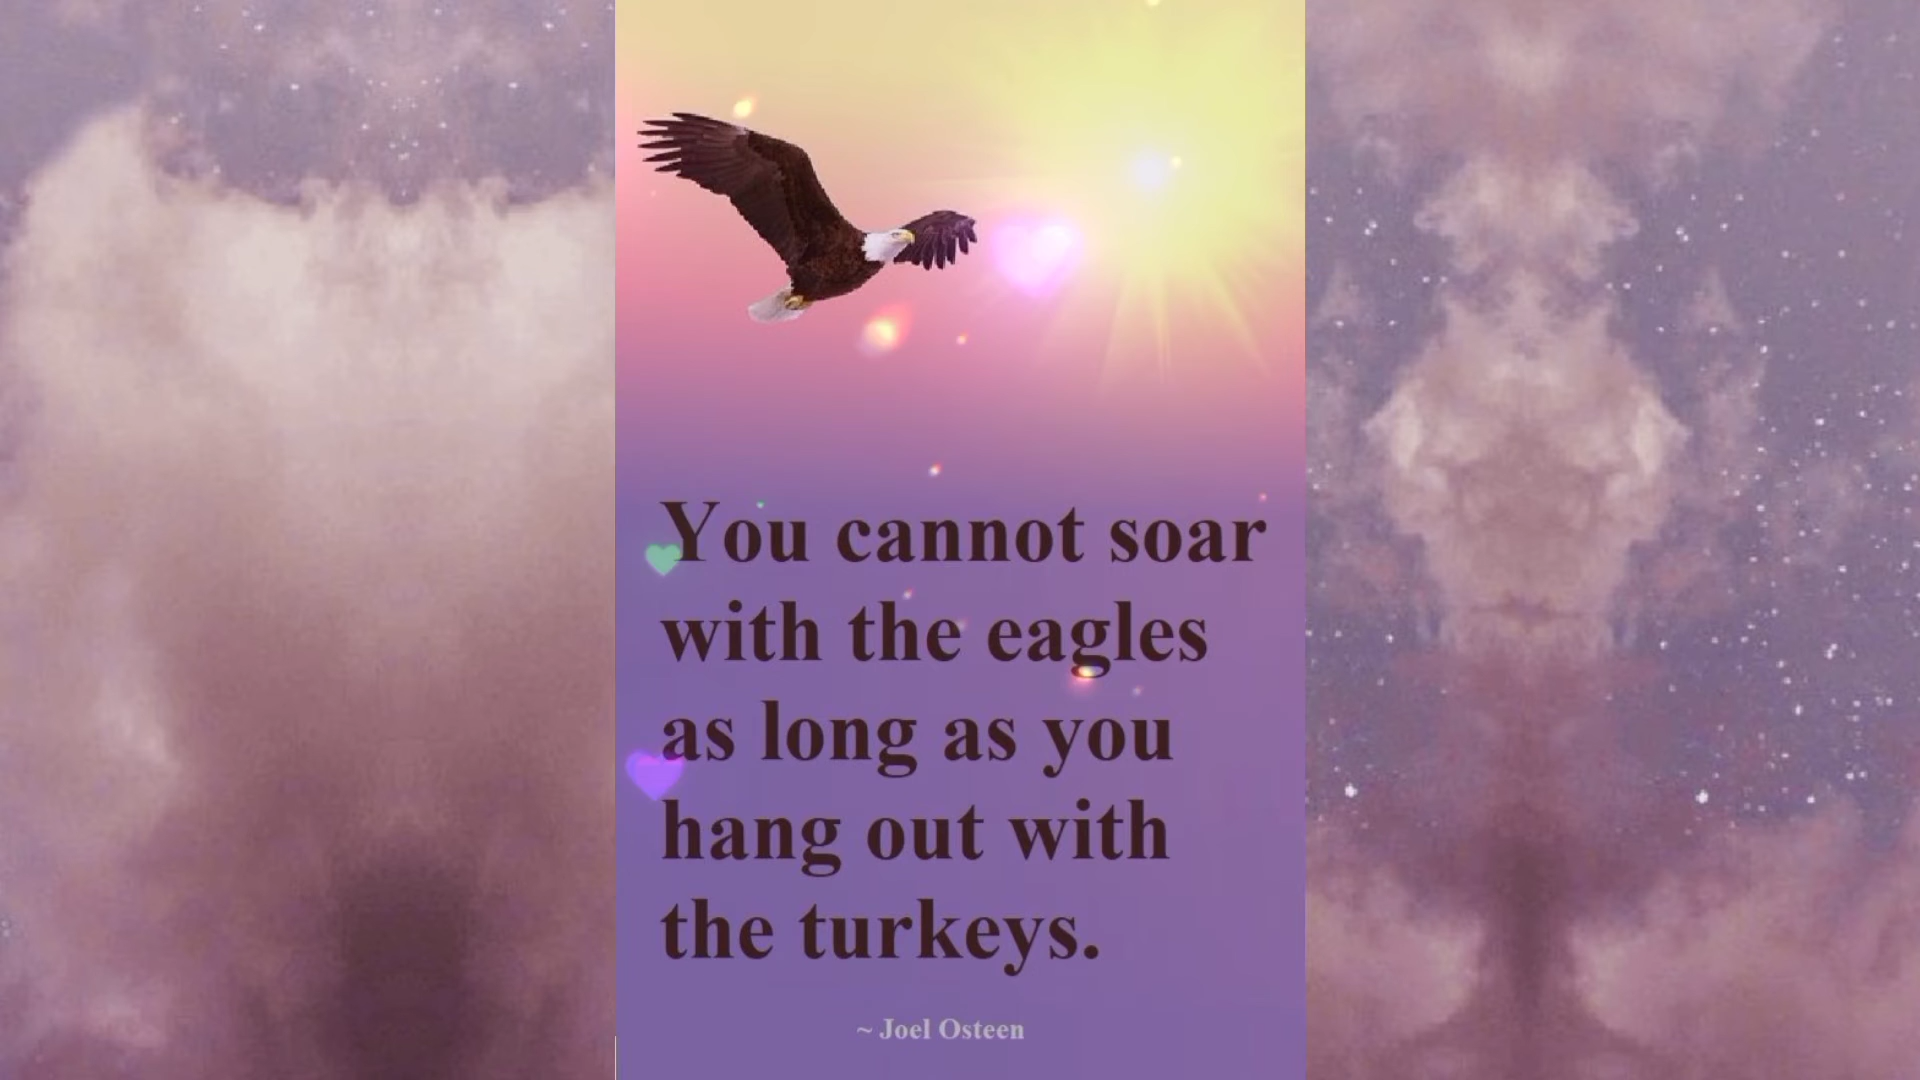 You cannot soar
with the eagles
as long as you
hang out with
the turkeys.
~ Joel Osteen